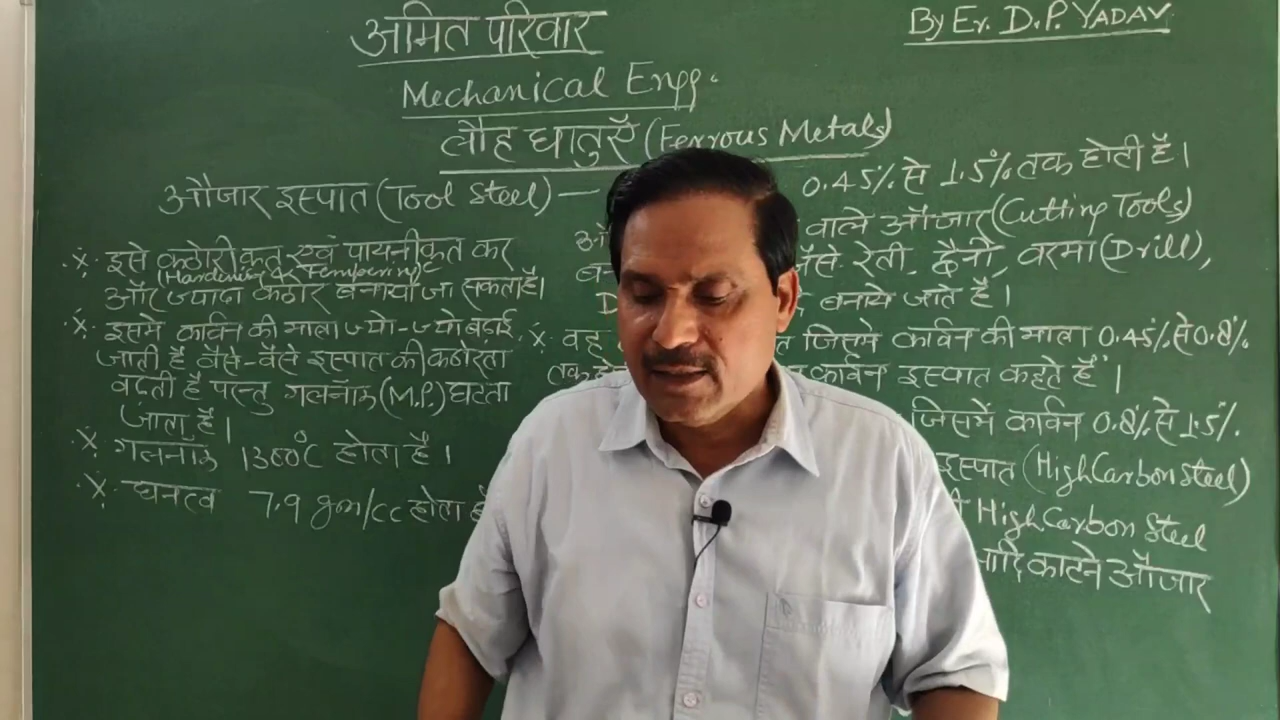 अमित परिवार
By Er. D.P. YADAV
Mechanical Engg.
लौह धातुएँ (Ferrous Metals)
औजार इस्पात (Tool Steel) —
इसे कठोरीकृत एवं पायनीकृत कर
(Hardening & Tempering)
और ज्यादा कठोर बनाया जा सकता है।
इसमें कार्बन की मात्रा ज्यो-ज्यो बढ़ाई
जाती है वैसे-वैसे इस्पात की कठोरता
बढ़ती है परन्तु गलनाँक (M.P.) घटता
जाता है।
गलनाँक 1300°C होता है।
घनत्व 7.9 gm/cc होता
0.45% से 1.5% तक होती है।
वाले औजार (Cutting Tools)
जैसे- रेती, छैनी, वरमा (Drill),
बनाये जाते है।
वह जिसमे कार्बन की मात्रा 0.45% से 0.8%
तक कार्बन इस्पात कहते हैं।
जिसमें कार्बन 0.8% से 1.5%
इस्पात (High Carbon Steel)
High Carbon Steel
आदि काटने औजार